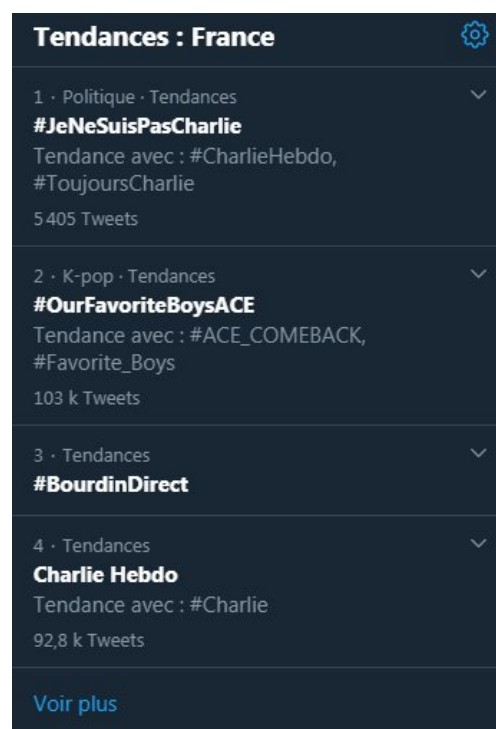 Tendances : France
1 · Politique · Tendances
#JeNeSuisPasCharlie
Tendance avec : #CharlieHebdo,
#ToujoursCharlie
5 405 Tweets
2 · K-pop · Tendances
#OurFavoriteBoysACE
Tendance avec : #ACE_COMEBACK,
#Favorite_Boys
103 k Tweets
3 · Tendances
#BourdinDirect
4 · Tendances
Charlie Hebdo
Tendance avec : #Charlie
92,8 k Tweets
Voir plus